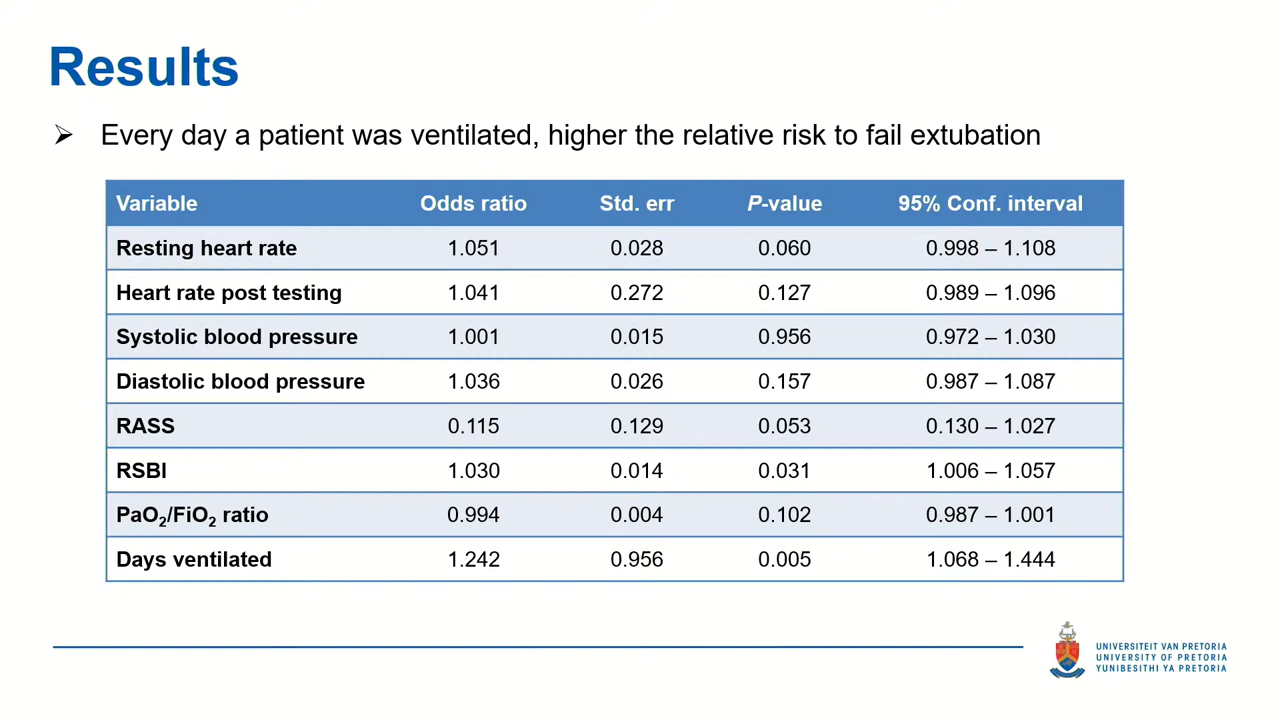 Results
➢ Every day a patient was ventilated, higher the relative risk to fail extubation
Variable Odds ratio Std. err P-value 95% Conf. interval
Resting heart rate 1.051 0.028 0.060 0.998 – 1.108
Heart rate post testing 1.041 0.272 0.127 0.989 – 1.096
Systolic blood pressure 1.001 0.015 0.956 0.972 – 1.030
Diastolic blood pressure 1.036 0.026 0.157 0.987 – 1.087
RASS 0.115 0.129 0.053 0.130 – 1.027
RSBI 1.030 0.014 0.031 1.006 – 1.057
PaO₂/FiO₂ ratio 0.994 0.004 0.102 0.987 – 1.001
Days ventilated 1.242 0.956 0.005 1.068 – 1.444
UNIVERSITEIT VAN PRETORIA
UNIVERSITY OF PRETORIA
YUNIBESITHI YA PRETORIA